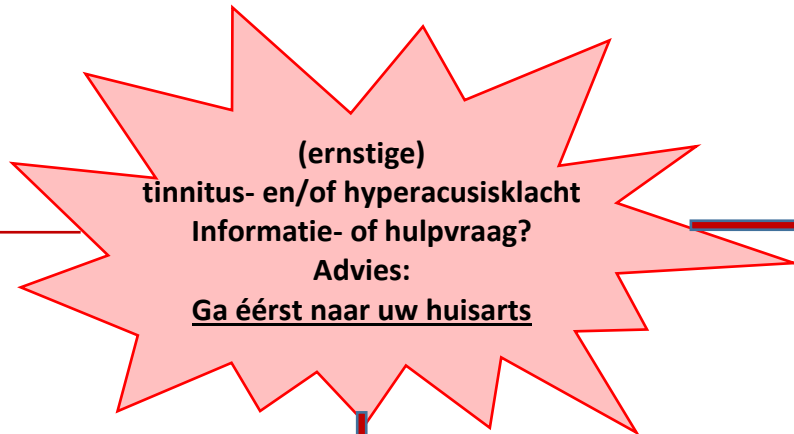 (ernstige)
tinnitus- en/of hyperacusisklacht
Informatie- of hulpvraag?
Advies:
Ga éérst naar uw huisarts